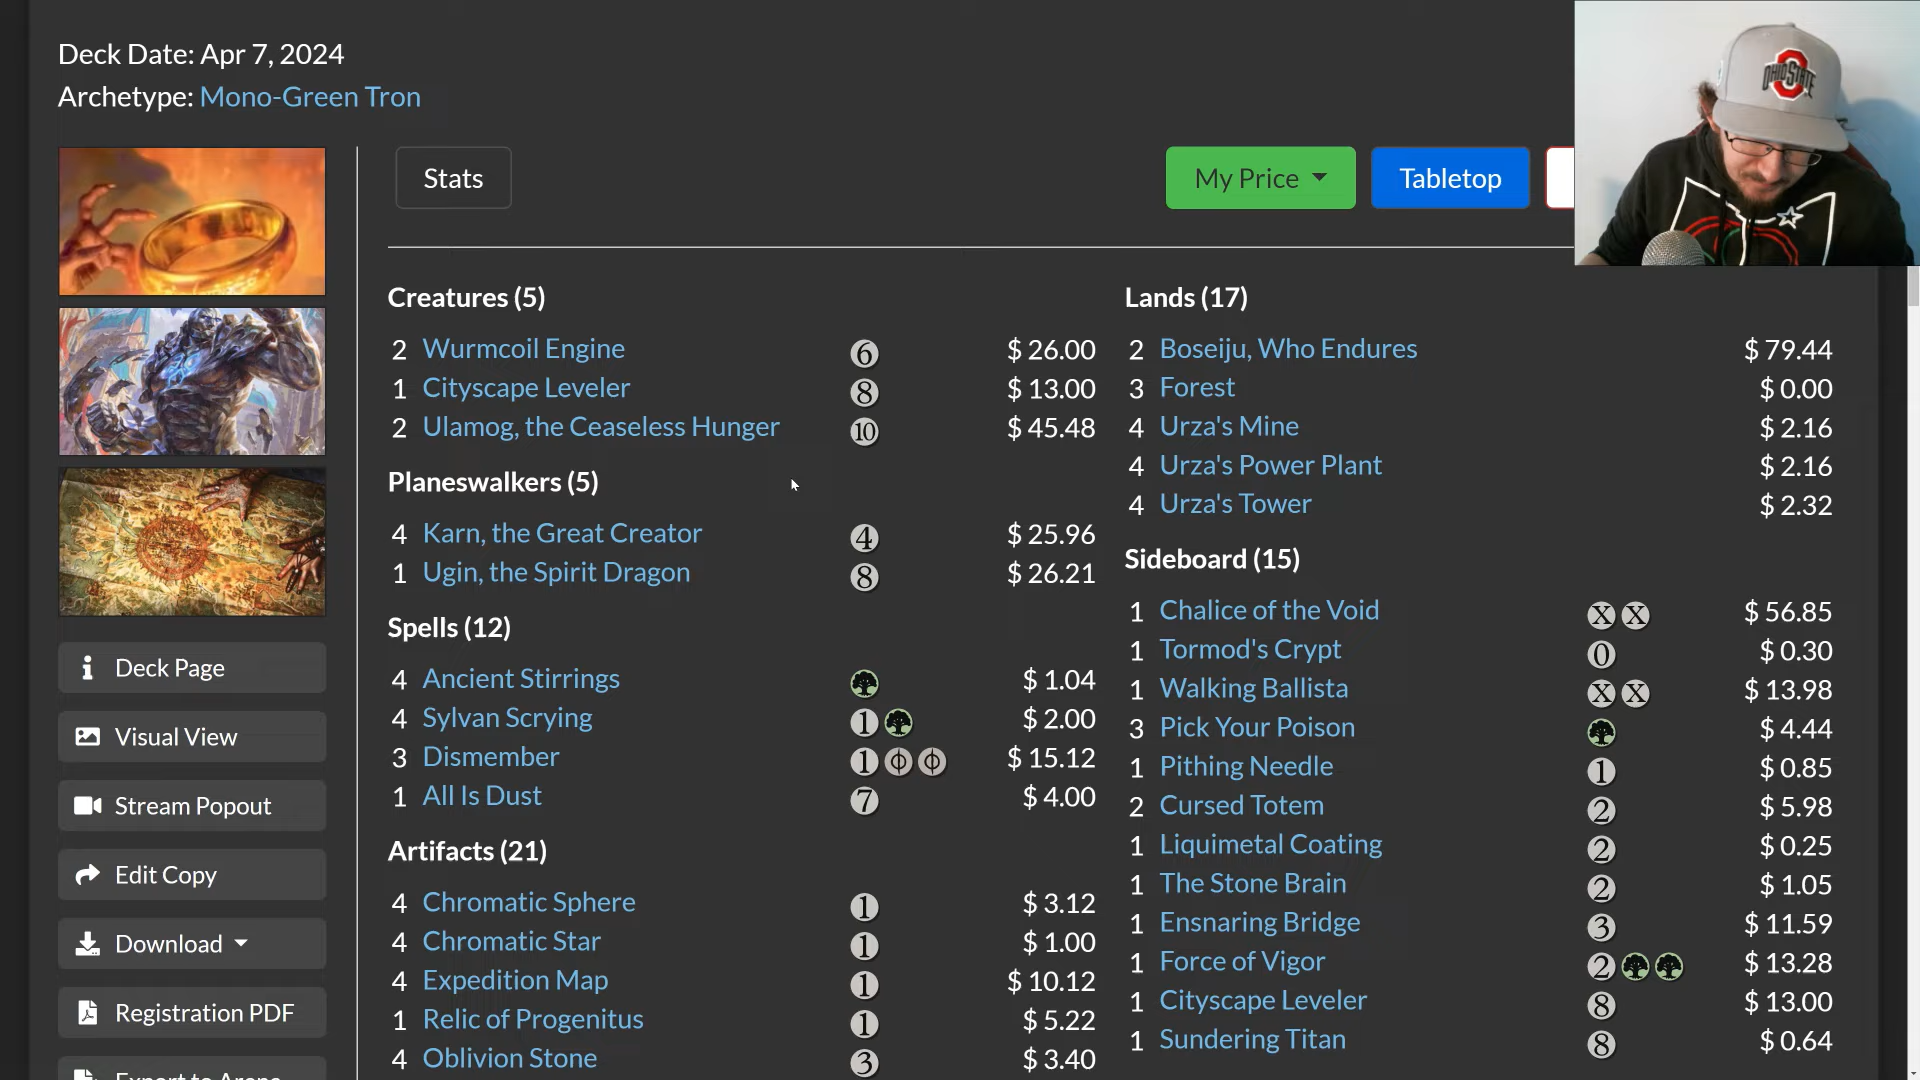 Deck Date: Apr 7, 2024
Archetype: Mono-Green Tron
OHIO STATE
Stats
My Price
Tabletop
Creatures (5)
2 Wurmcoil Engine 6 $ 26.00
1 Cityscape Leveler 8 $ 13.00
2 Ulamog, the Ceaseless Hunger 10 $ 45.48
Planeswalkers (5)
4 Karn, the Great Creator 4 $ 25.96
1 Ugin, the Spirit Dragon 8 $ 26.21
Spells (12)
4 Ancient Stirrings $ 1.04
4 Sylvan Scrying 1 $ 2.00
3 Dismember 1 $ 15.12
1 All Is Dust 7 $ 4.00
Artifacts (21)
4 Chromatic Sphere 1 $ 3.12
4 Chromatic Star 1 $ 1.00
4 Expedition Map 1 $ 10.12
1 Relic of Progenitus 1 $ 5.22
4 Oblivion Stone 3 $ 3.40
Lands (17)
2 Boseiju, Who Endures $ 79.44
3 Forest $ 0.00
4 Urza's Mine $ 2.16
4 Urza's Power Plant $ 2.16
4 Urza's Tower $ 2.32
Sideboard (15)
1 Chalice of the Void X X $ 56.85
1 Tormod's Crypt 0 $ 0.30
1 Walking Ballista X X $ 13.98
3 Pick Your Poison $ 4.44
1 Pithing Needle 1 $ 0.85
2 Cursed Totem 2 $ 5.98
1 Liquimetal Coating 2 $ 0.25
1 The Stone Brain 2 $ 1.05
1 Ensnaring Bridge 3 $ 11.59
1 Force of Vigor 2 $ 13.28
1 Cityscape Leveler 8 $ 13.00
1 Sundering Titan 8 $ 0.64
Deck Page
Visual View
Stream Popout
Edit Copy
Download
Registration PDF
Export to Arena